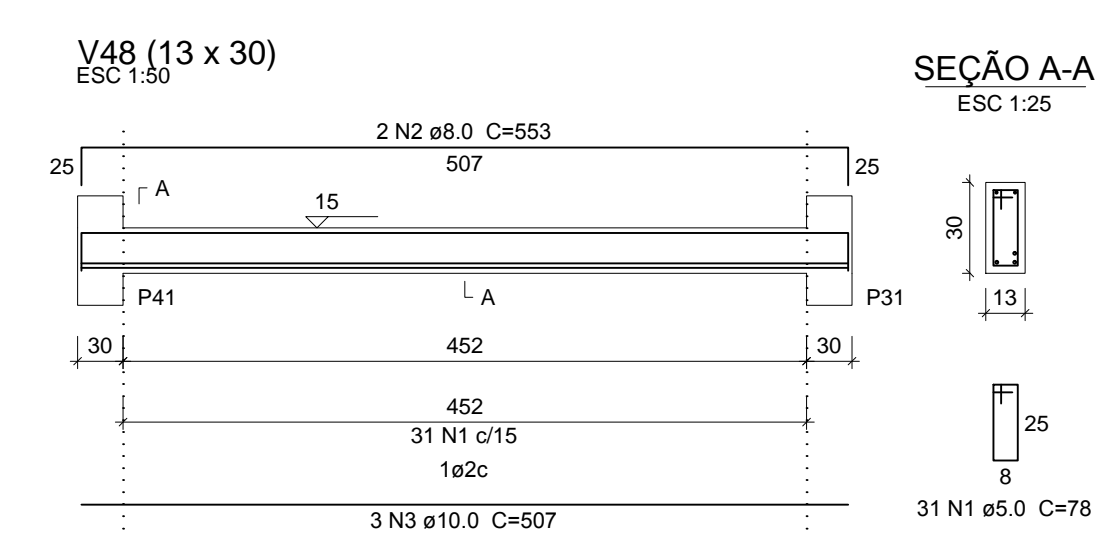 V48 (13 x 30)
ESC 1:50
SEÇÃO A-A
ESC 1:25
2 N2 ø8.0 C=553
507
25
25
A
15
A
P41
P31
30
452
30
452
31 N1 c/15
1ø2c
3 N3 ø10.0 C=507
30
13
25
8
31 N1 ø5.0 C=78